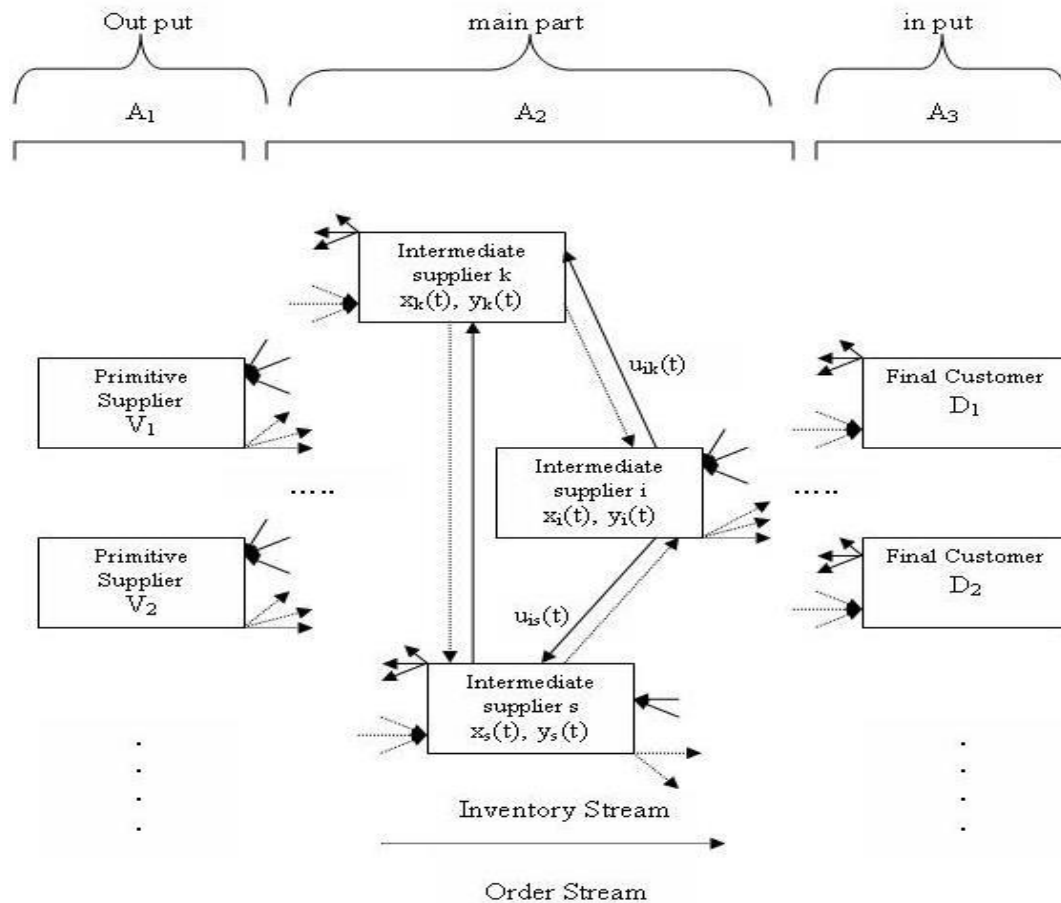 Out put
main part
in put
A1
A2
A3
Intermediate
supplier k
xk(t), yk(t)
uik(t)
Primitive
Supplier
V1
Final Customer
D1
Intermediate
supplier i
xi(t), yi(t)
.....
.....
Primitive
Supplier
V2
Final Customer
D2
uis(t)
Intermediate
supplier s
xs(t), ys(t)
Inventory Stream
Order Stream